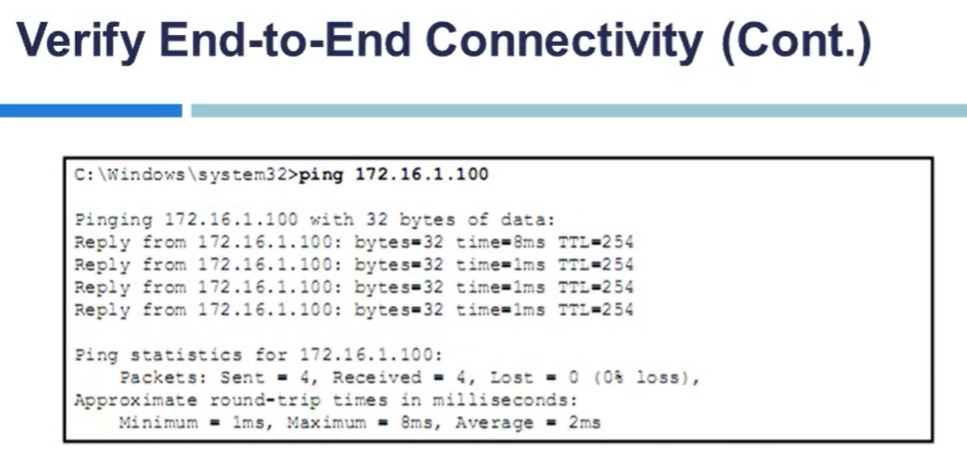 Verify End-to-End Connectivity (Cont.)
C:\Windows\system32>ping 172.16.1.100
Pinging 172.16.1.100 with 32 bytes of data:
Reply from 172.16.1.100: bytes=32 time=8ms TTL=254
Reply from 172.16.1.100: bytes=32 time=1ms TTL=254
Reply from 172.16.1.100: bytes=32 time=1ms TTL=254
Reply from 172.16.1.100: bytes=32 time=1ms TTL=254
Ping statistics for 172.16.1.100:
Packets: Sent = 4, Received = 4, Lost = 0 (0% loss),
Approximate round-trip times in milliseconds:
Minimum = 1ms, Maximum = 8ms, Average = 2ms